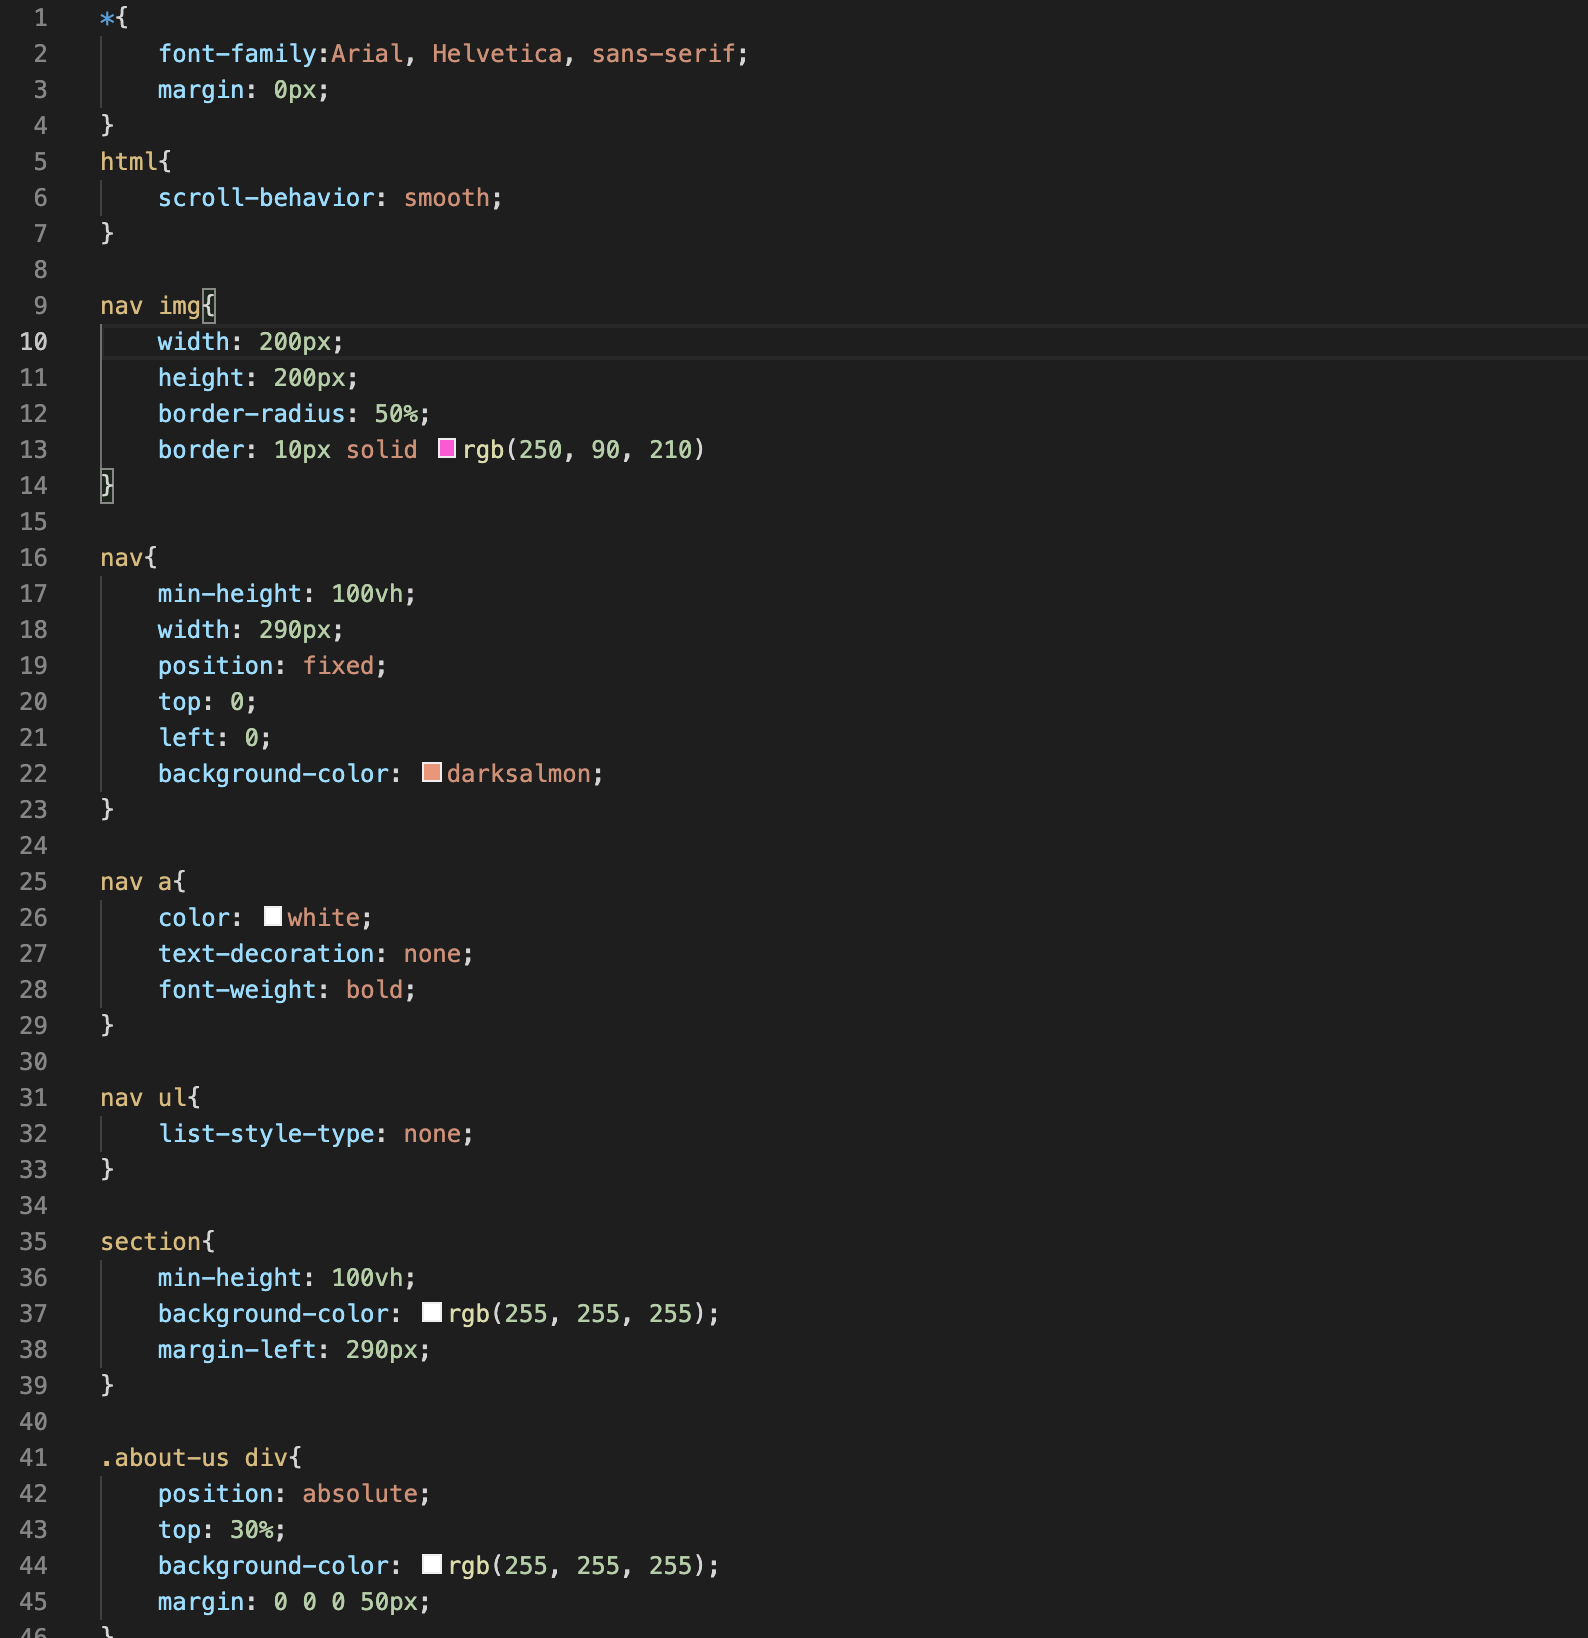 1 *{
2 font-family:Arial, Helvetica, sans-serif;
3 margin: 0px;
4 }
5 html{
6 scroll-behavior: smooth;
7 }
8
9 nav img{
10 width: 200px;
11 height: 200px;
12 border-radius: 50%;
13 border: 10px solid rgb(250, 90, 210)
14 }
15
16 nav{
17 min-height: 100vh;
18 width: 290px;
19 position: fixed;
20 top: 0;
21 left: 0;
22 background-color: darksalmon;
23 }
24
25 nav a{
26 color: white;
27 text-decoration: none;
28 font-weight: bold;
29 }
30
31 nav ul{
32 list-style-type: none;
33 }
34
35 section{
36 min-height: 100vh;
37 background-color: rgb(255, 255, 255);
38 margin-left: 290px;
39 }
40
41 .about-us div{
42 position: absolute;
43 top: 30%;
44 background-color: rgb(255, 255, 255);
45 margin: 0 0 0 50px;
46 }